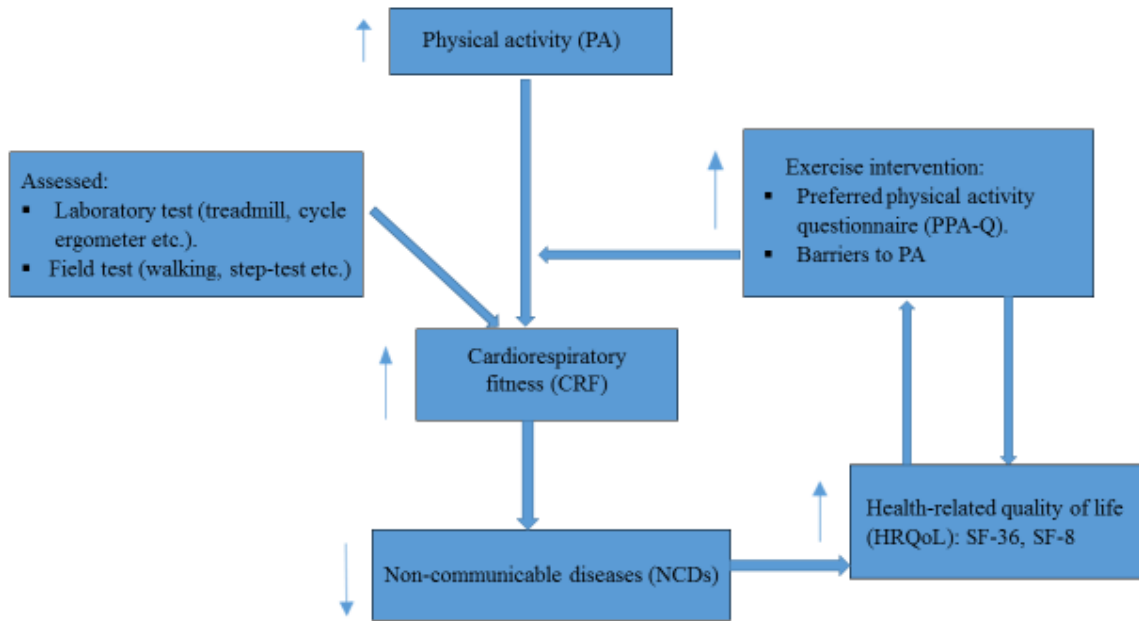 Physical activity (PA)
Assessed:
▪ Laboratory test (treadmill, cycle
ergometer etc.).
▪ Field test (walking, step-test etc.)
Exercise intervention:
▪ Preferred physical activity
questionnaire (PPA-Q).
▪ Barriers to PA
Cardiorespiratory
fitness (CRF)
Health-related quality of life
(HRQoL): SF-36, SF-8
Non-communicable diseases (NCDs)